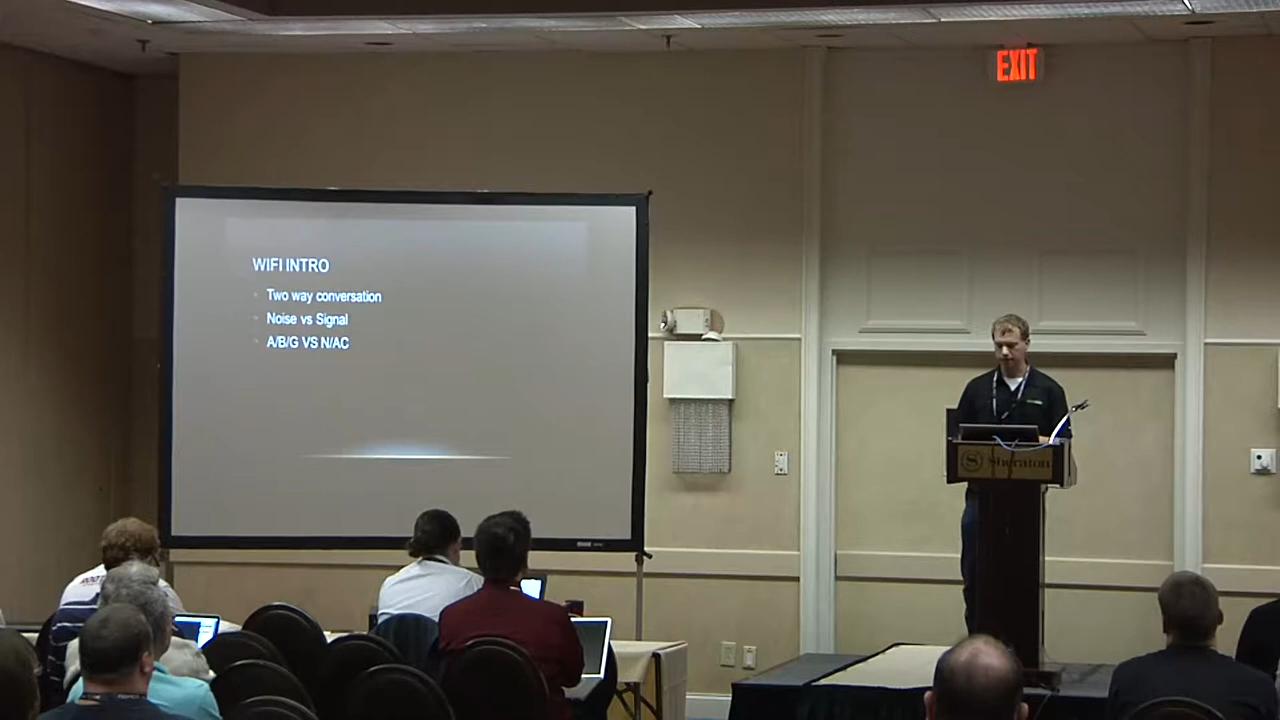 EXIT
WIFI INTRO
Two way conversation
Noise vs Signal
A/B/G VS N/AC
S Sheraton